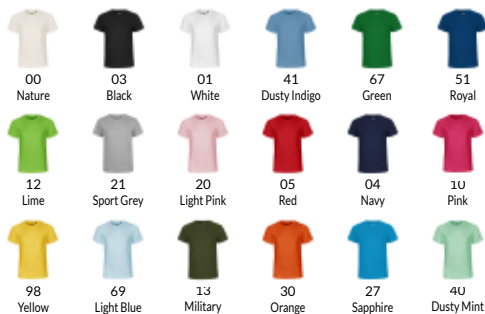 00 03 01 41 67 51
Nature Black White Dusty Indigo Green Royal
12 21 20 05 04 10
Lime Sport Grey Light Pink Red Navy Pink
98 69 13 30 27 40
Yellow Light Blue Military Orange Sapphire Dusty Mint